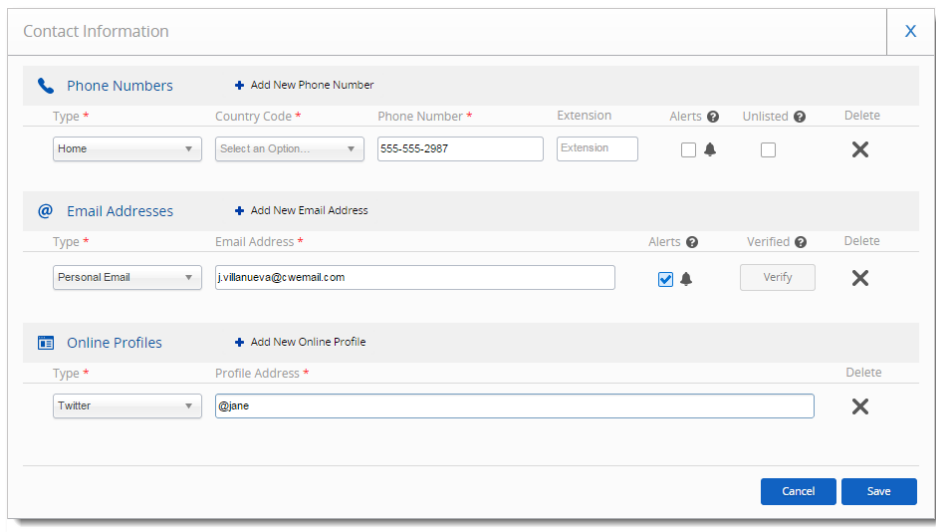 Contact Information X
Phone Numbers + Add New Phone Number
Type * Country Code * Phone Number * Extension Alerts ? Unlisted ? Delete
Home Select an Option... 555-555-2987 Extension
@ Email Addresses + Add New Email Address
Type * Email Address * Alerts ? Verified ? Delete
Personal Email j.villanueva@cwemail.com Verify
Online Profiles + Add New Online Profile
Type * Profile Address * Delete
Twitter @jane
Cancel Save